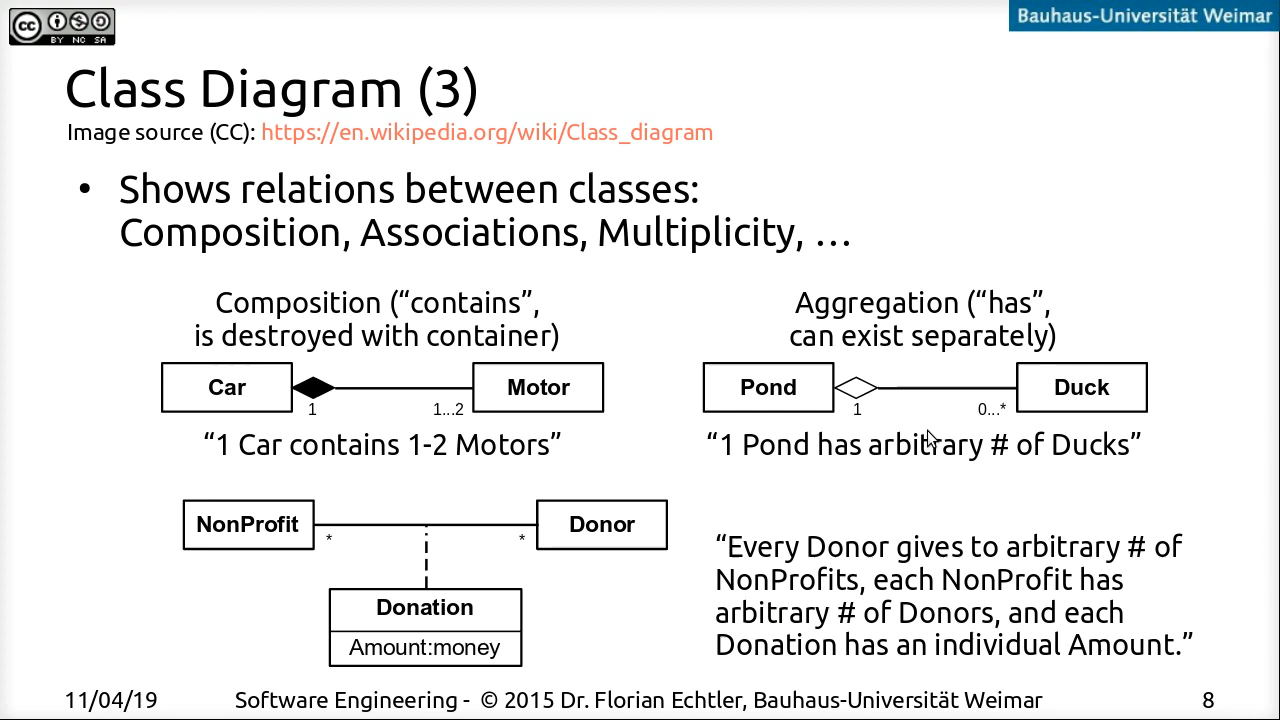 cc BY NC SA
Bauhaus-Universität Weimar
Class Diagram (3)
Image source (CC): https://en.wikipedia.org/wiki/Class_diagram
• Shows relations between classes:
Composition, Associations, Multiplicity, …
Composition (“contains”,
is destroyed with container)
Car
Motor
1
1...2
“1 Car contains 1-2 Motors”
Aggregation (“has”,
can exist separately)
Pond
Duck
1
0...*
“1 Pond has arbitrary # of Ducks”
NonProfit
Donor
*
*
Donation
Amount:money
“Every Donor gives to arbitrary # of
NonProfits, each NonProfit has
arbitrary # of Donors, and each
Donation has an individual Amount.”
11/04/19
Software Engineering - © 2015 Dr. Florian Echtler, Bauhaus-Universität Weimar
8